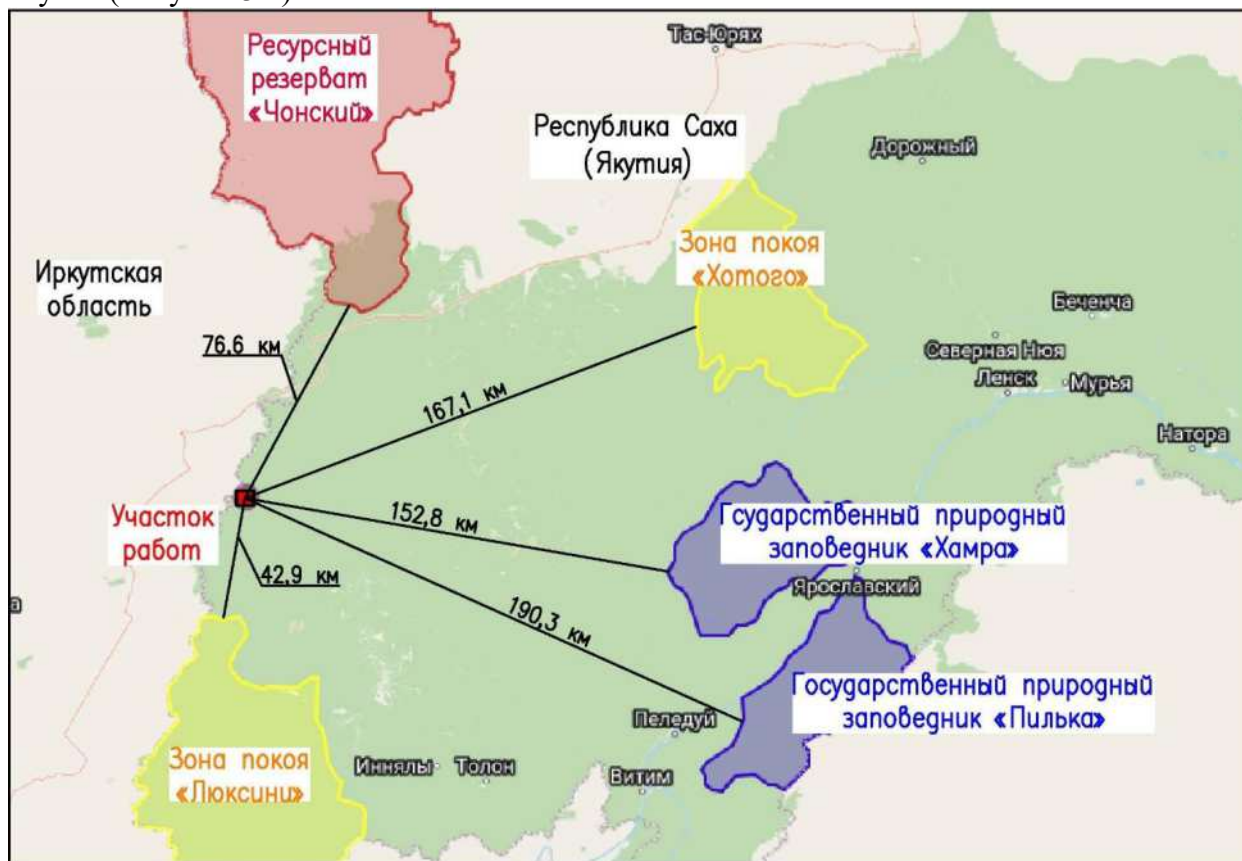 Ресурсный
резерват
«Чонский»
Тас-Юрях
Республика Саха
(Якутия)
Дорожный
Зона покоя
«Хотого»
Иркутская
область
Беченча
76,6 км
Северная Нюя
Ленск
Мурья
167,1 км
Натора
Участок
работ
152,8 км
Гсударственный природный
заповедник «Хамра»
42,9 км
Ярославский
190,3 км
Государственный природный
заповедник «Пилька»
Пеледуй
Зона покоя
«Люксини»
Иннялы
Толон
Витим